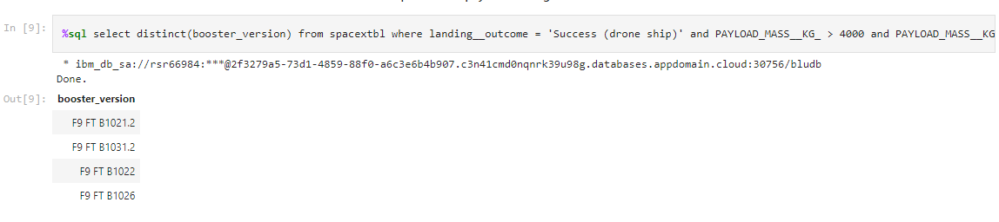 In [9]: %sql select distinct(booster_version) from spacextbl where landing__outcome = 'Success (drone ship)' and PAYLOAD_MASS__KG_ > 4000 and PAYLOAD_MASS__KG
* ibm_db_sa://rsr66984:***@2f3279a5-73d1-4859-88f0-a6c3e6b4b907.c3n41cmd0nqnrk39u98g.databases.appdomain.cloud:30756/bludb
Done.
Out[9]: booster_version
F9 FT B1021.2
F9 FT B1031.2
F9 FT B1022
F9 FT B1026